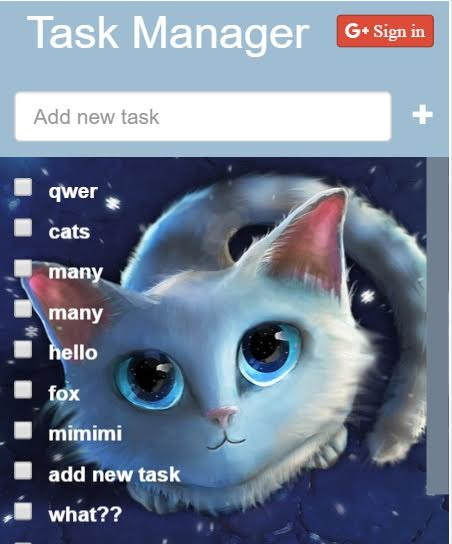 Task Manager
G+ Sign in
Add new task
qwer
cats
many
many
hello
fox
mimimi
add new task
what??